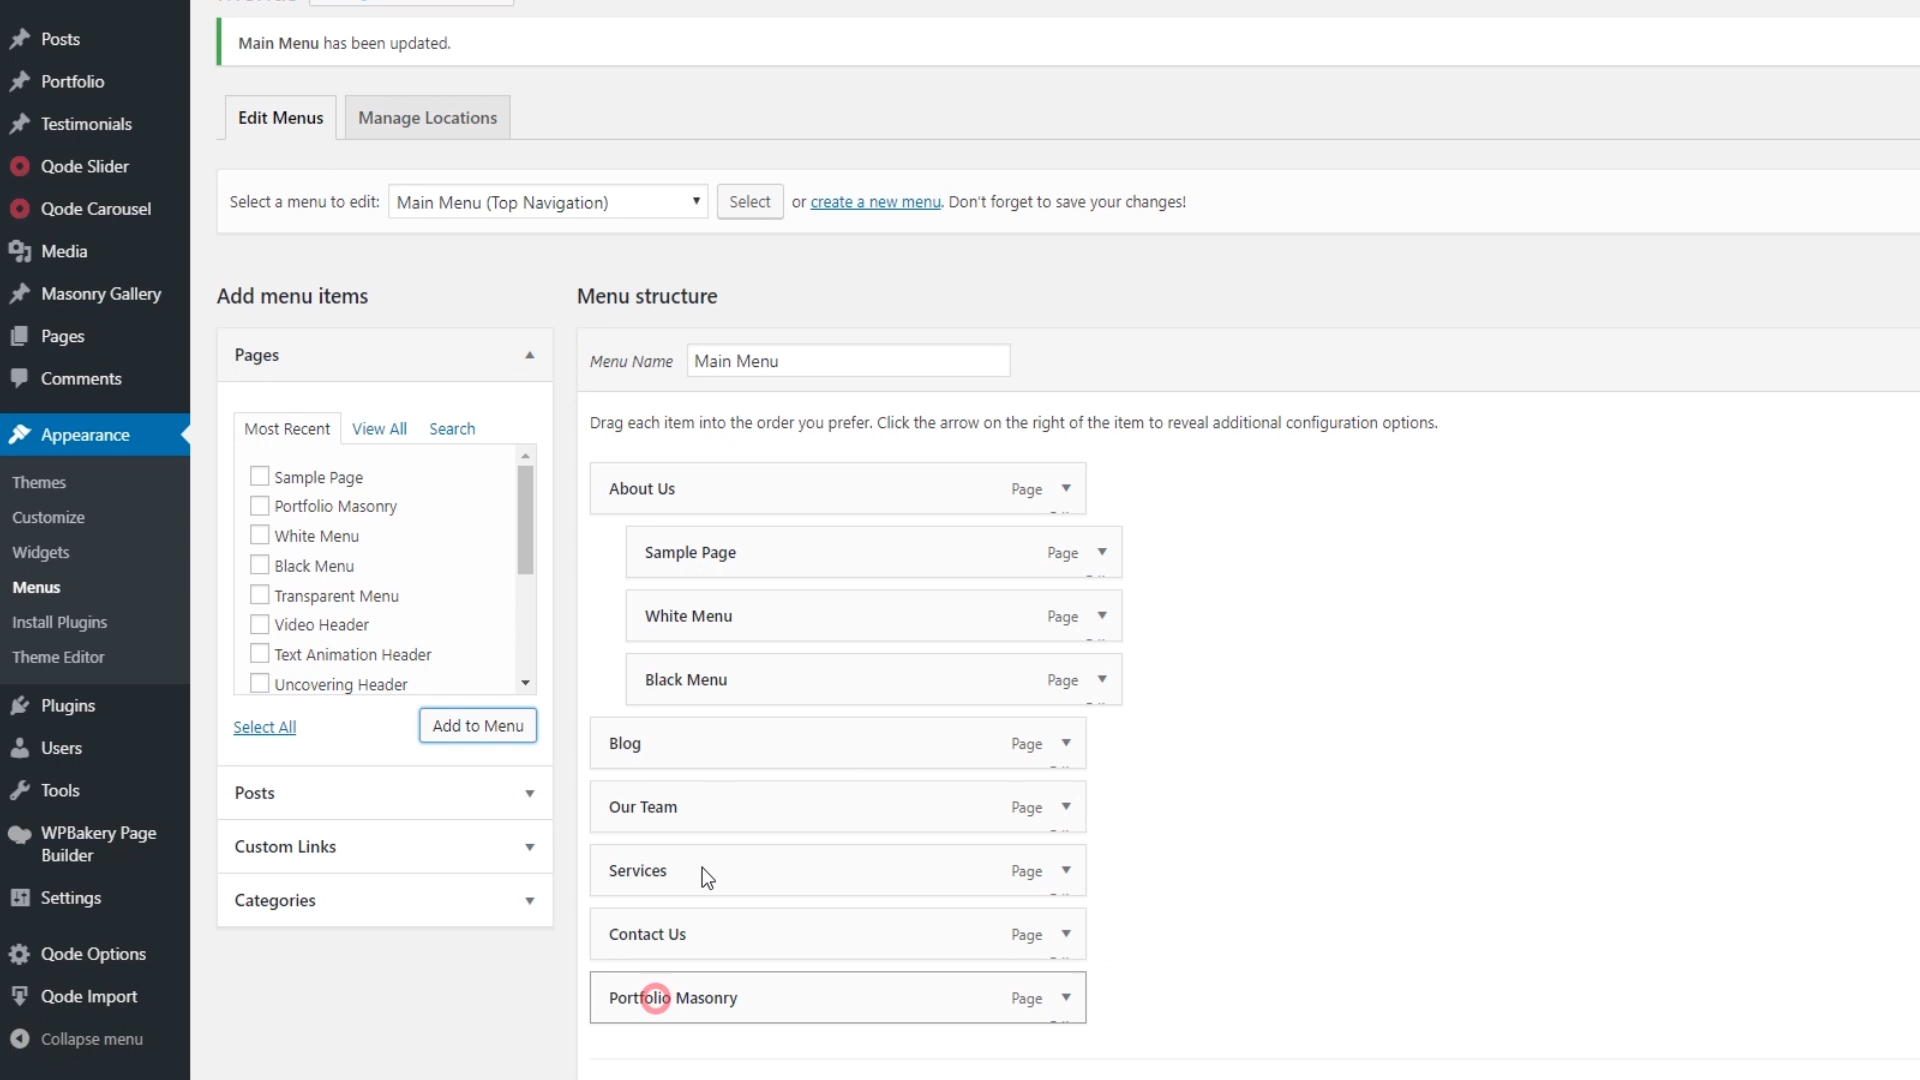 Posts
Portfolio
Testimonials
Qode Slider
Qode Carousel
Media
Masonry Gallery
Pages
Comments
Appearance
Themes
Customize
Widgets
Menus
Install Plugins
Theme Editor
Plugins
Users
Tools
WPBakery Page
Builder
Settings
Qode Options
Qode Import
Collapse menu
Main Menu has been updated.
Edit Menus
Manage Locations
Select a menu to edit: Main Menu (Top Navigation) Select or create a new menu. Don't forget to save your changes!
Add menu items
Pages
Most Recent View All Search
Sample Page
Portfolio Masonry
White Menu
Black Menu
Transparent Menu
Video Header
Text Animation Header
Uncovering Header
Select All
Add to Menu
Posts
Custom Links
Categories
Menu structure
Menu Name Main Menu
Drag each item into the order you prefer. Click the arrow on the right of the item to reveal additional configuration options.
About Us Page
Sample Page Page
White Menu Page
Black Menu Page
Blog Page
Our Team Page
Services Page
Contact Us Page
Portfolio Masonry Page